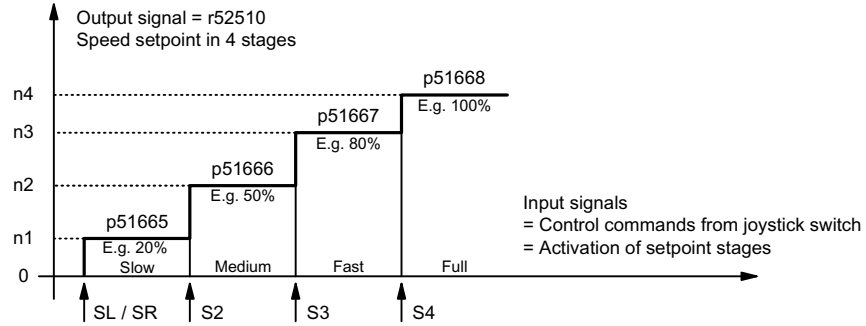 Output signal = r52510
Speed setpoint in 4 stages
p51668
n4
E.g. 100%
p51667
n3
E.g. 80%
p51666
n2
E.g. 50%
Input signals
= Control commands from joystick switch
= Activation of setpoint stages
p51665
n1
E.g. 20%
Slow Medium Fast Full
0
SL / SR S2 S3 S4